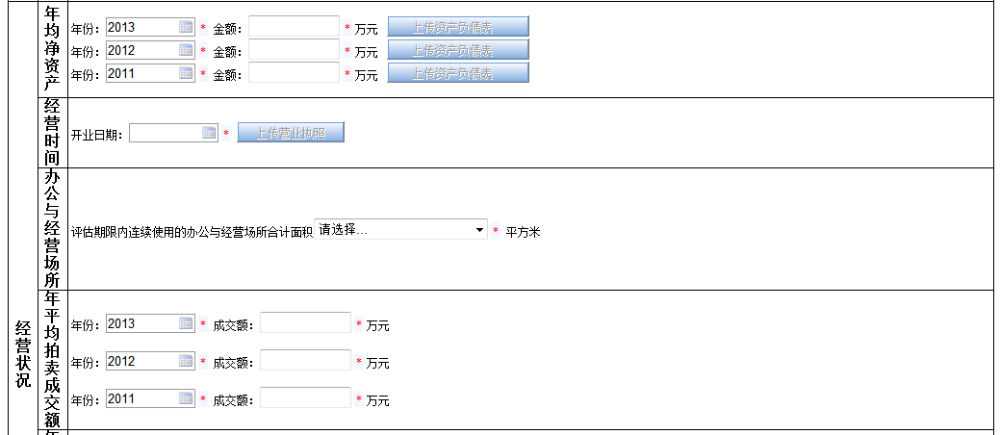 年均净资产
年份： 2013 * 金额： * 万元 上传资产负债表
年份： 2012 * 金额： * 万元 上传资产负债表
年份： 2011 * 金额： * 万元 上传资产负债表
经营时间
开业日期： * 上传营业执照
办公与经营场所
评估期限内连续使用的办公与经营场所合计面积 请选择... * 平方米
经营状况
年平均拍卖成交额
年份： 2013 * 成交额： * 万元
年份： 2012 * 成交额： * 万元
年份： 2011 * 成交额： * 万元